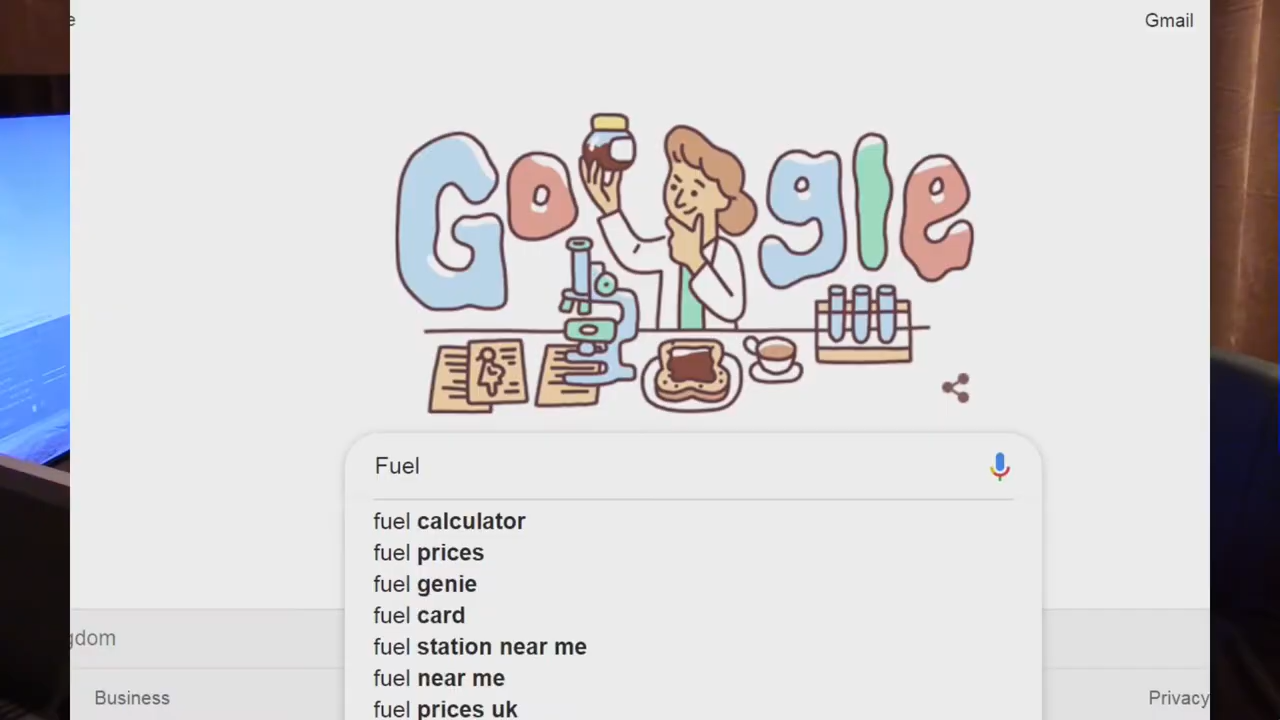 Gmail
Google
Fuel
fuel calculator
fuel prices
fuel genie
fuel card
fuel station near me
fuel near me
fuel prices uk
Business
Privacy